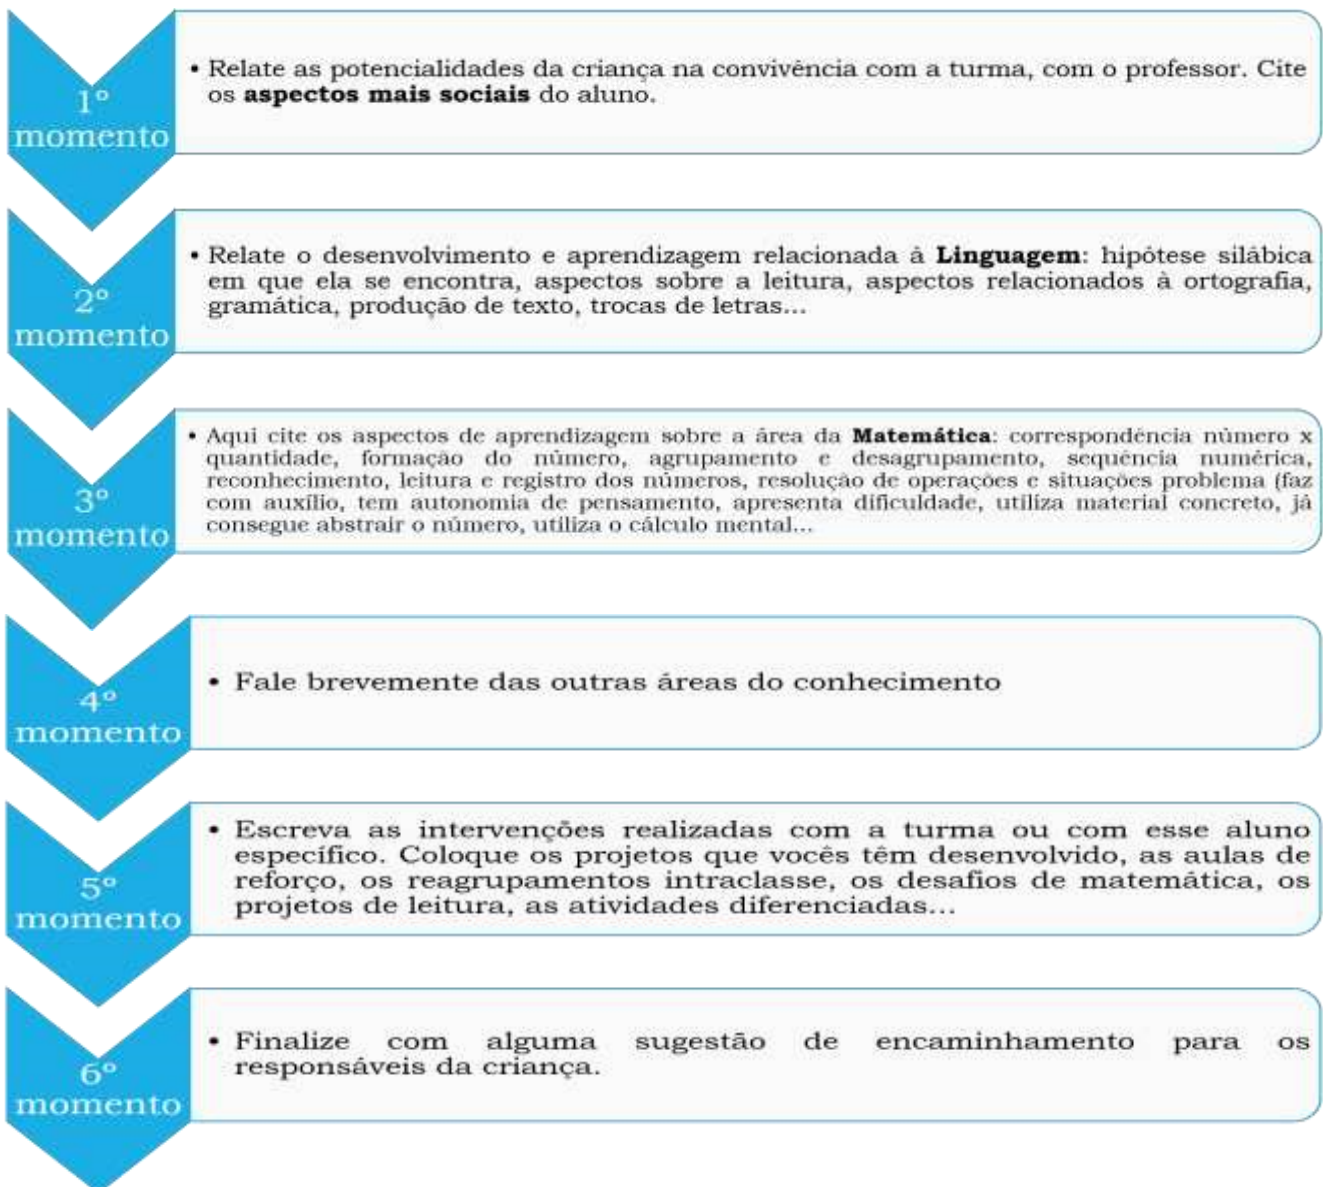 1º
momento
• Relate as potencialidades da criança na convivência com a turma, com o professor. Cite
os aspectos mais sociais do aluno.
2º
momento
• Relate o desenvolvimento e aprendizagem relacionada à Linguagem: hipótese silábica
em que ela se encontra, aspectos sobre a leitura, aspectos relacionados à ortografia,
gramática, produção de texto, trocas de letras...
3º
momento
• Aqui cite os aspectos de aprendizagem sobre a área da Matemática: correspondência número x
quantidade, formação do número, agrupamento e desagrupamento, sequência numérica,
reconhecimento, leitura e registro dos números, resolução de operações e situações problema (faz
com auxílio, tem autonomia de pensamento, apresenta dificuldade, utiliza material concreto, já
consegue abstrair o número, utiliza o cálculo mental...
4º
momento
• Fale brevemente das outras áreas do conhecimento
5º
momento
• Escreva as intervenções realizadas com a turma ou com esse aluno
específico. Coloque os projetos que vocês têm desenvolvido, as aulas de
reforço, os reagrupamentos intraclasse, os desafios de matemática, os
projetos de leitura, as atividades diferenciadas...
6º
momento
• Finalize com alguma sugestão de encaminhamento para os
responsáveis da criança.